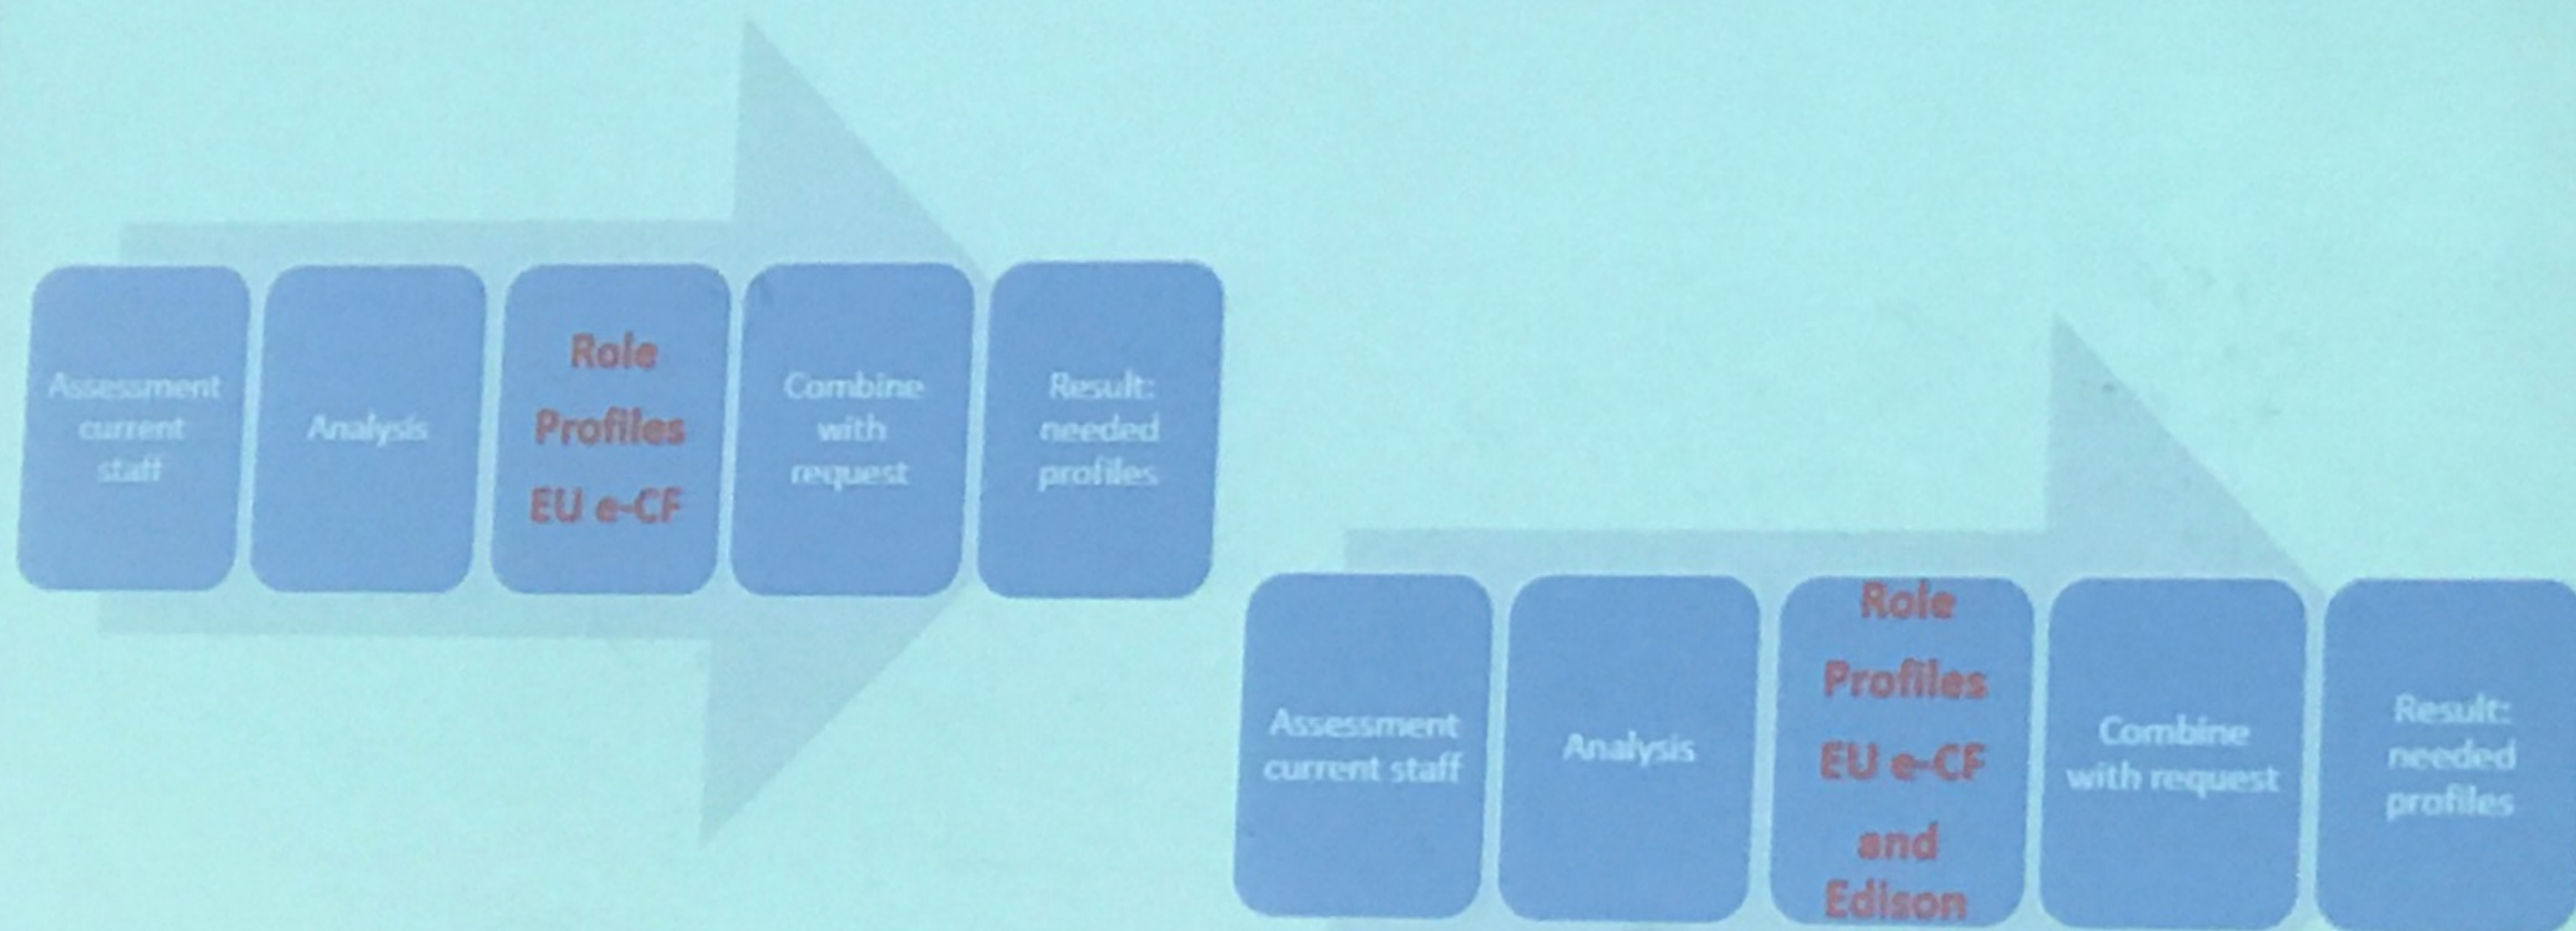 Assessment
current
staff
Analysis
Role
Profiles
EU e-CF
Combine
with
request
Result:
needed
profiles
Assessment
current staff
Analysis
Role
Profiles
EU e-CF
and
Edison
Combine
with request
Result:
needed
profiles